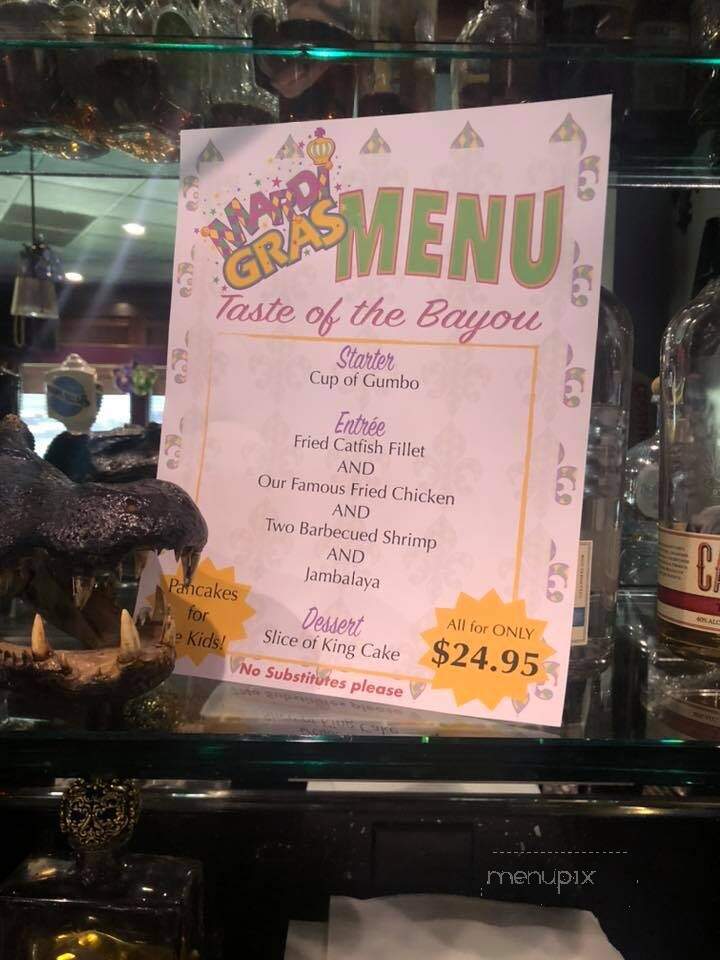 MARDI
GRAS
MENU
Taste of the Bayou
Starter
Cup of Gumbo
Entrée
Fried Catfish Fillet
AND
Our Famous Fried Chicken
AND
Two Barbecued Shrimp
AND
Jambalaya
Dessert
Slice of King Cake
Pancakes
for
Kids!
All for ONLY
$24.95
No Substitutes please
menupix